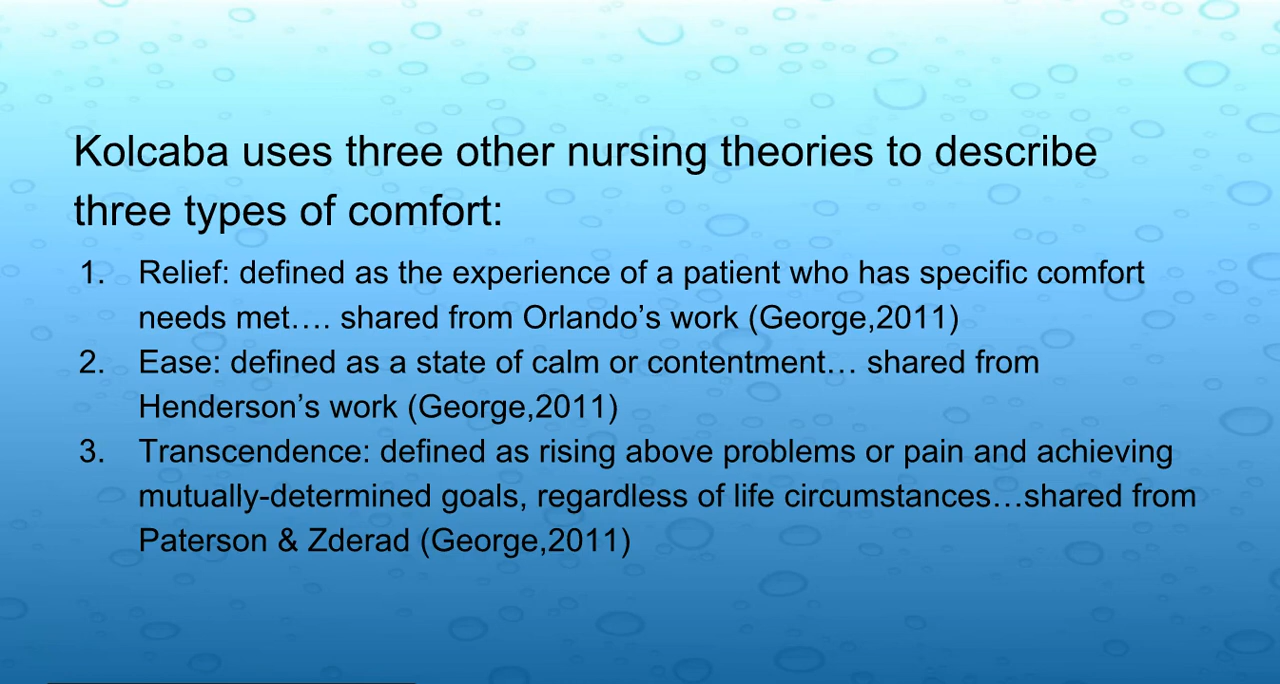 Kolcaba uses three other nursing theories to describe
three types of comfort:
1. Relief: defined as the experience of a patient who has specific comfort
needs met…. shared from Orlando’s work (George,2011)
2. Ease: defined as a state of calm or contentment… shared from
Henderson’s work (George,2011)
3. Transcendence: defined as rising above problems or pain and achieving
mutually-determined goals, regardless of life circumstances…shared from
Paterson & Zderad (George,2011)